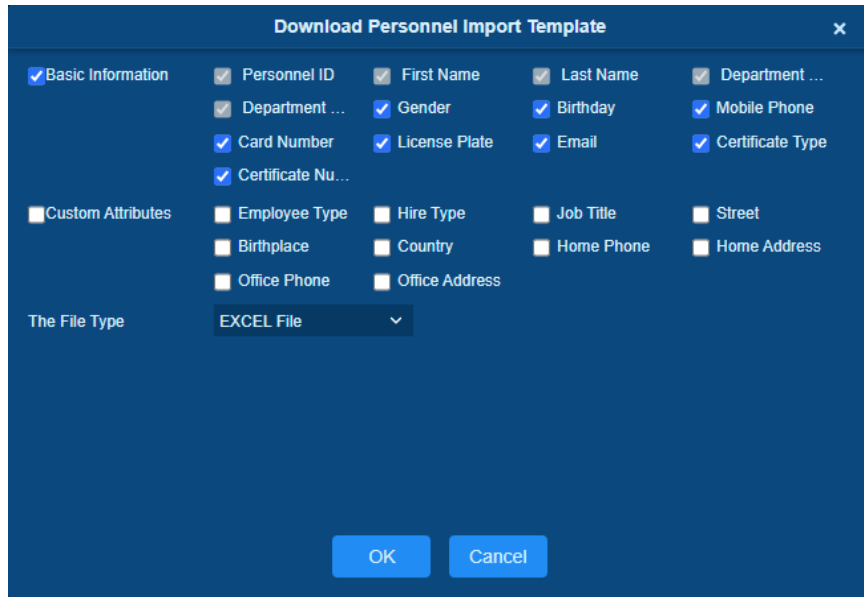 Download Personnel Import Template ×
Basic Information Personnel ID First Name Last Name Department ...
Department ... Gender Birthday Mobile Phone
Card Number License Plate Email Certificate Type
Certificate Nu...
Custom Attributes Employee Type Hire Type Job Title Street
Birthplace Country Home Phone Home Address
Office Phone Office Address
The File Type EXCEL File
OK Cancel